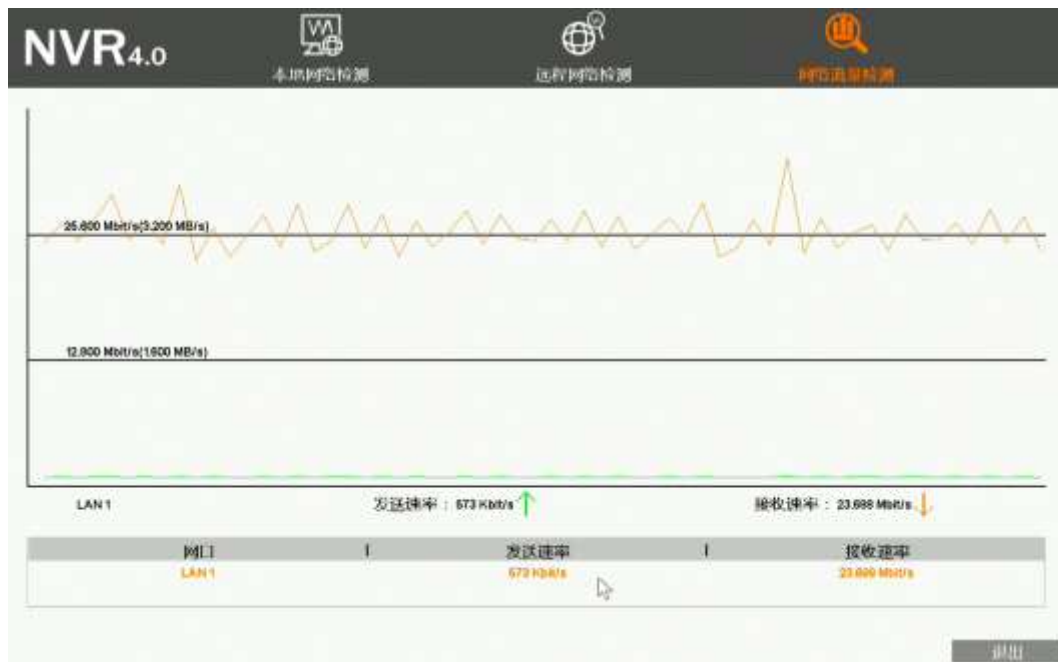 NVR4.0
本地网络检测
远程网络检测
网络流量检测
25.600 Mbit/s(3.200 MB/s)
12.800 Mbit/s(1.600 MB/s)
LAN 1
发送速率 : 573 Kbit/s
接收速率 : 23.698 Mbit/s
网口 发送速率 接收速率
LAN 1 573 Kbit/s 23.698 Mbit/s
退出